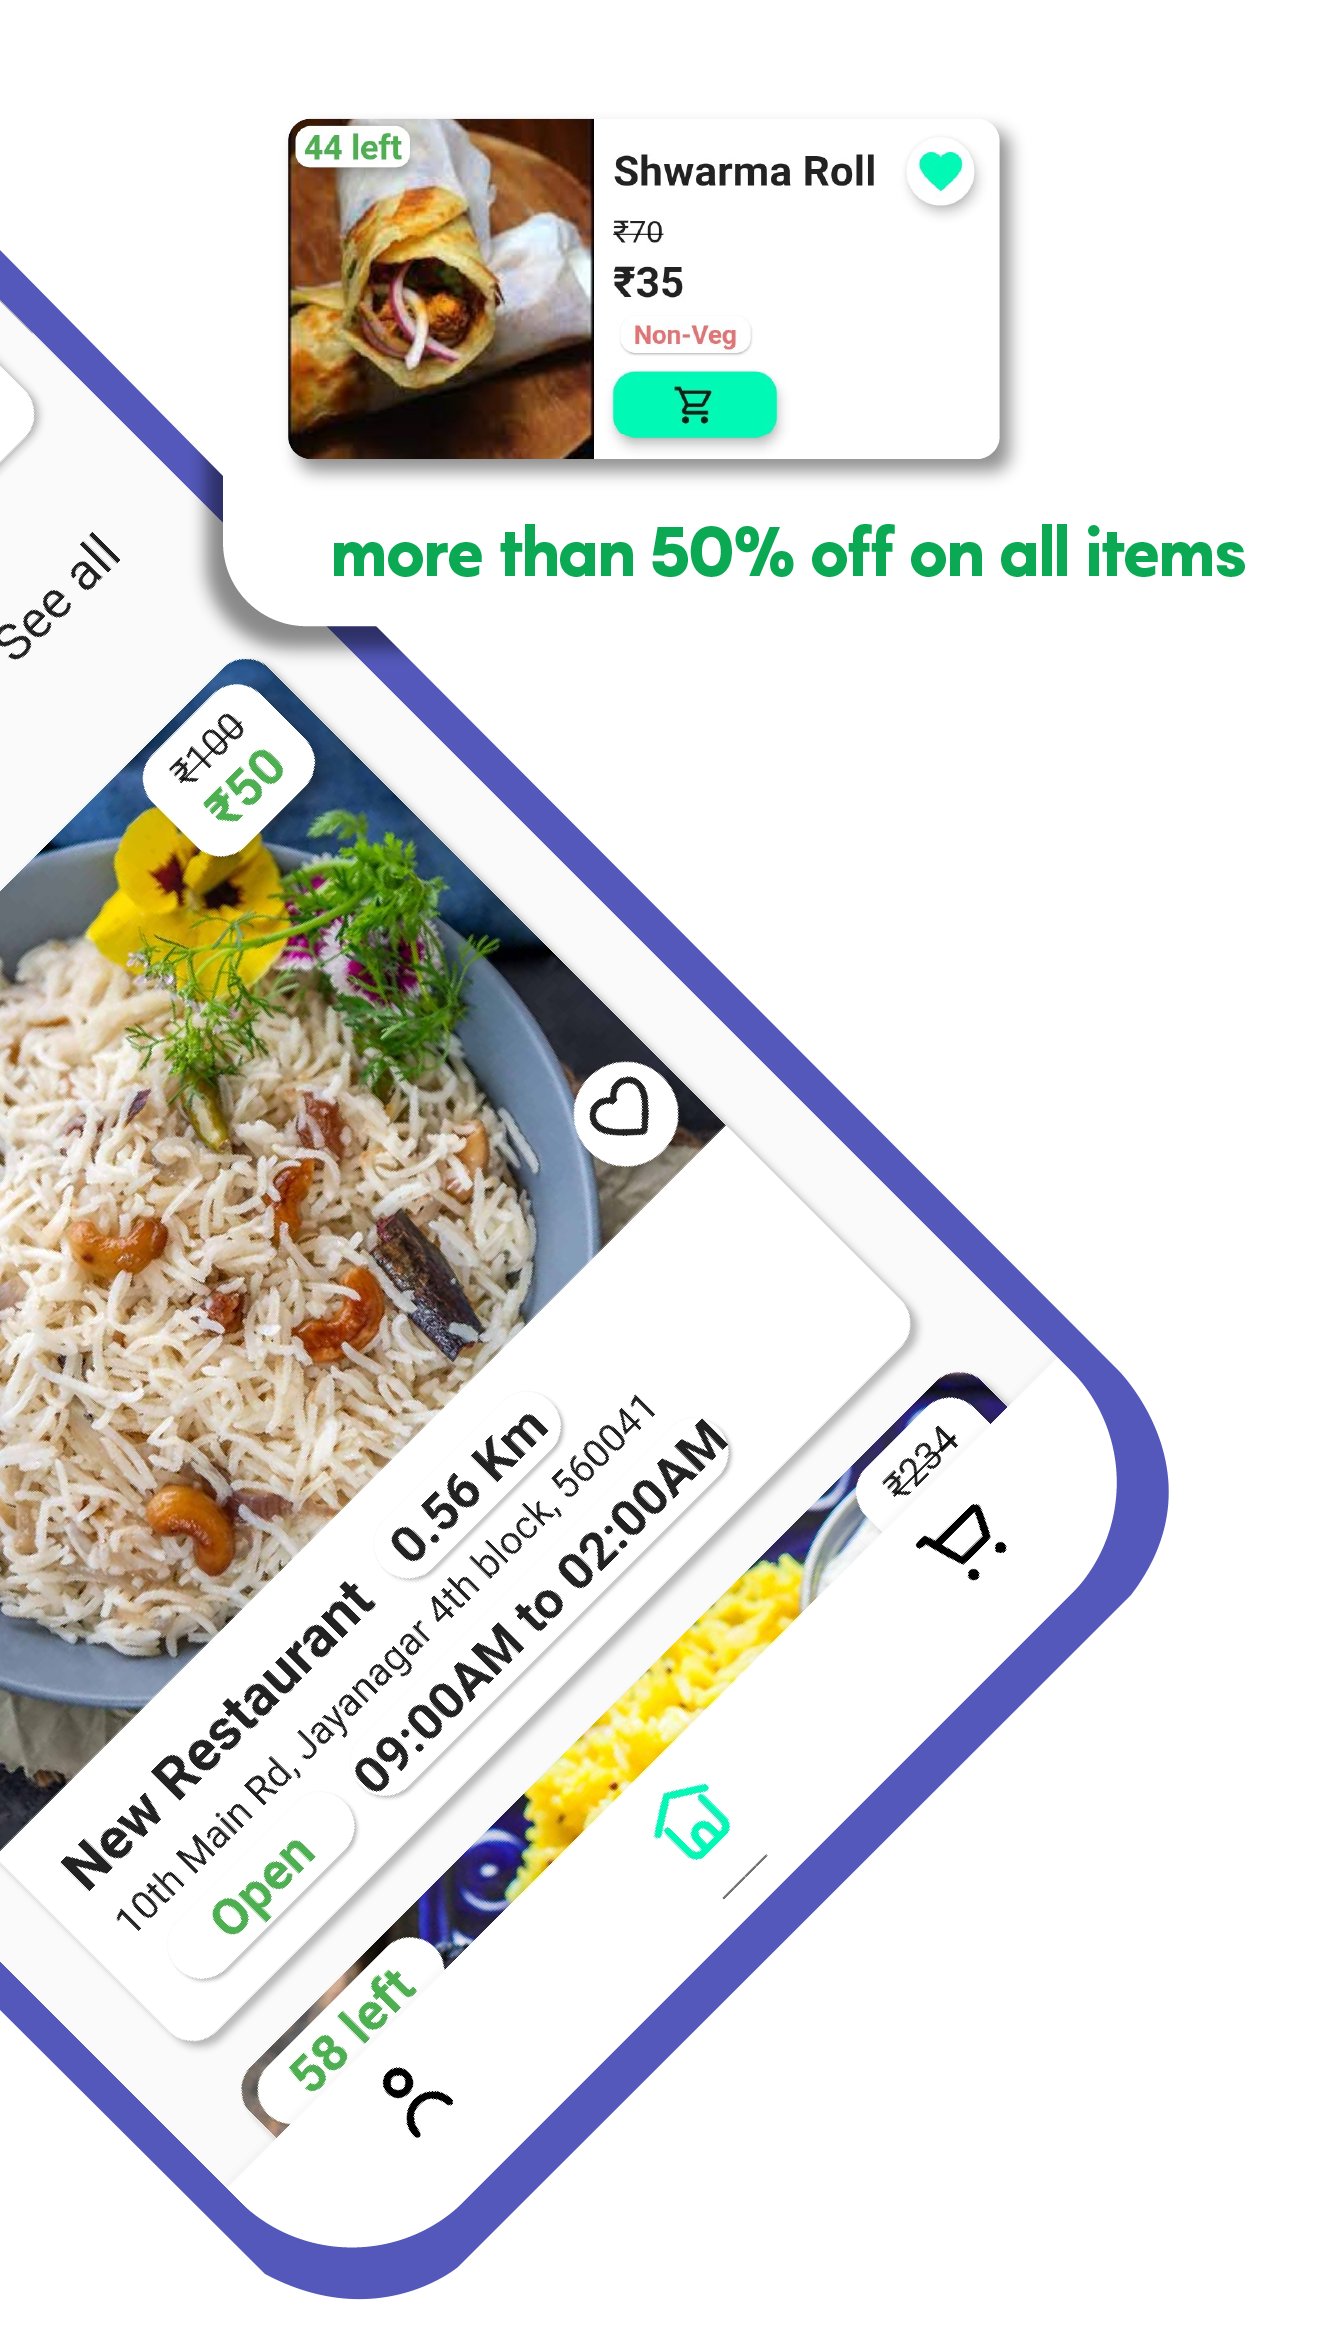 44 left
Shwarma Roll
₹70
₹35
Non-Veg
more than 50% off on all items
See all
₹100
₹50
New Restaurant
0.56 Km
10th Main Rd, Jayanagar 4th block, 560041
Open
09:00AM to 02:00AM
₹234
58 left